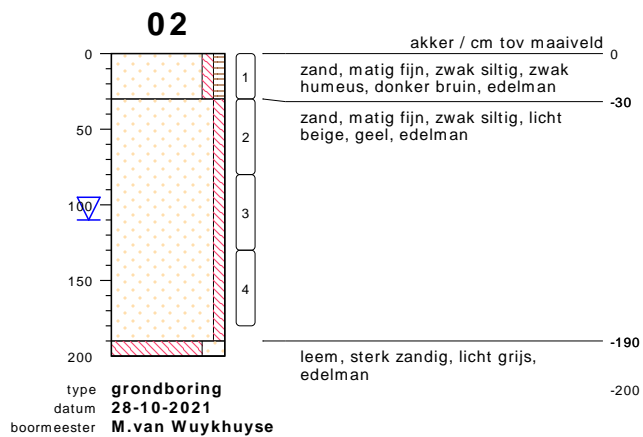 02
akker / cm tov maaiveld
0
0
zand, matig fijn, zwak siltig, zwak
humeus, donker bruin, edelman
1
-30
zand, matig fijn, zwak siltig, licht
beige, geel, edelman
50
2
100
3
150
4
-190
leem, sterk zandig, licht grijs,
edelman
200
-200
type grondboring
datum 28-10-2021
boormeester M.van Wuykhuyse